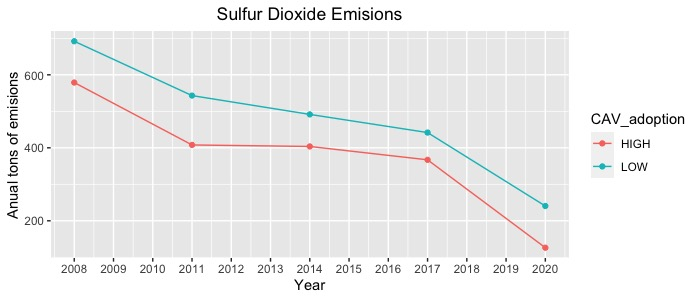 Sulfur Dioxide Emisions
Anual tons of emisions
600
400
200
2008 2009 2010 2011 2012 2013 2014 2015 2016 2017 2018 2019 2020
Year
CAV_adoption
HIGH
LOW